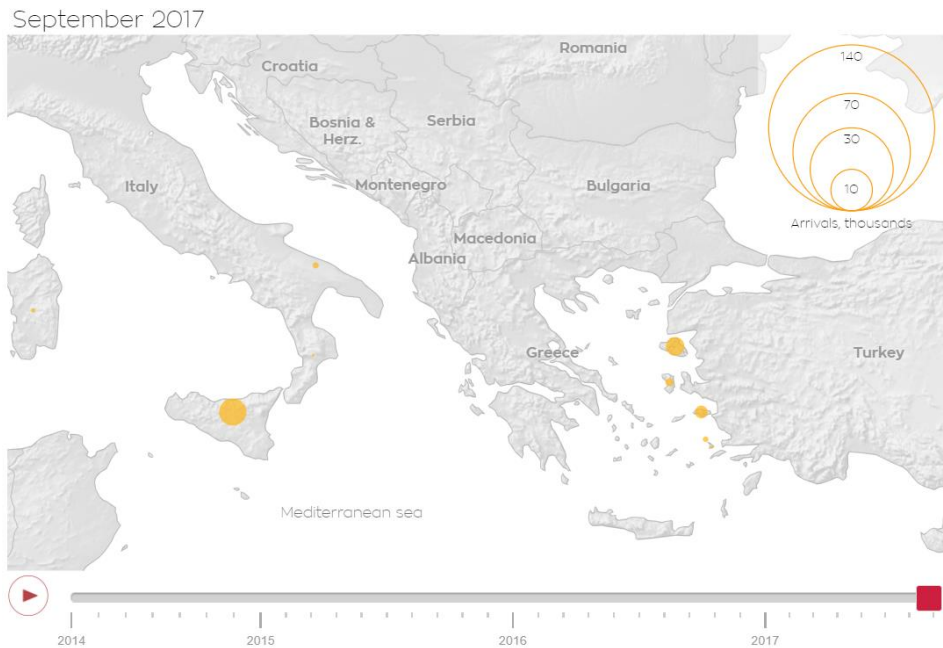 September 2017
Romania
Croatia
140
70
Bosnia &
Herz.
Serbia
30
Italy
Montenegro
Bulgaria
10
Arrivals, thousands
Macedonia
Albania
Greece
Turkey
Mediterranean sea
2014
2015
2016
2017